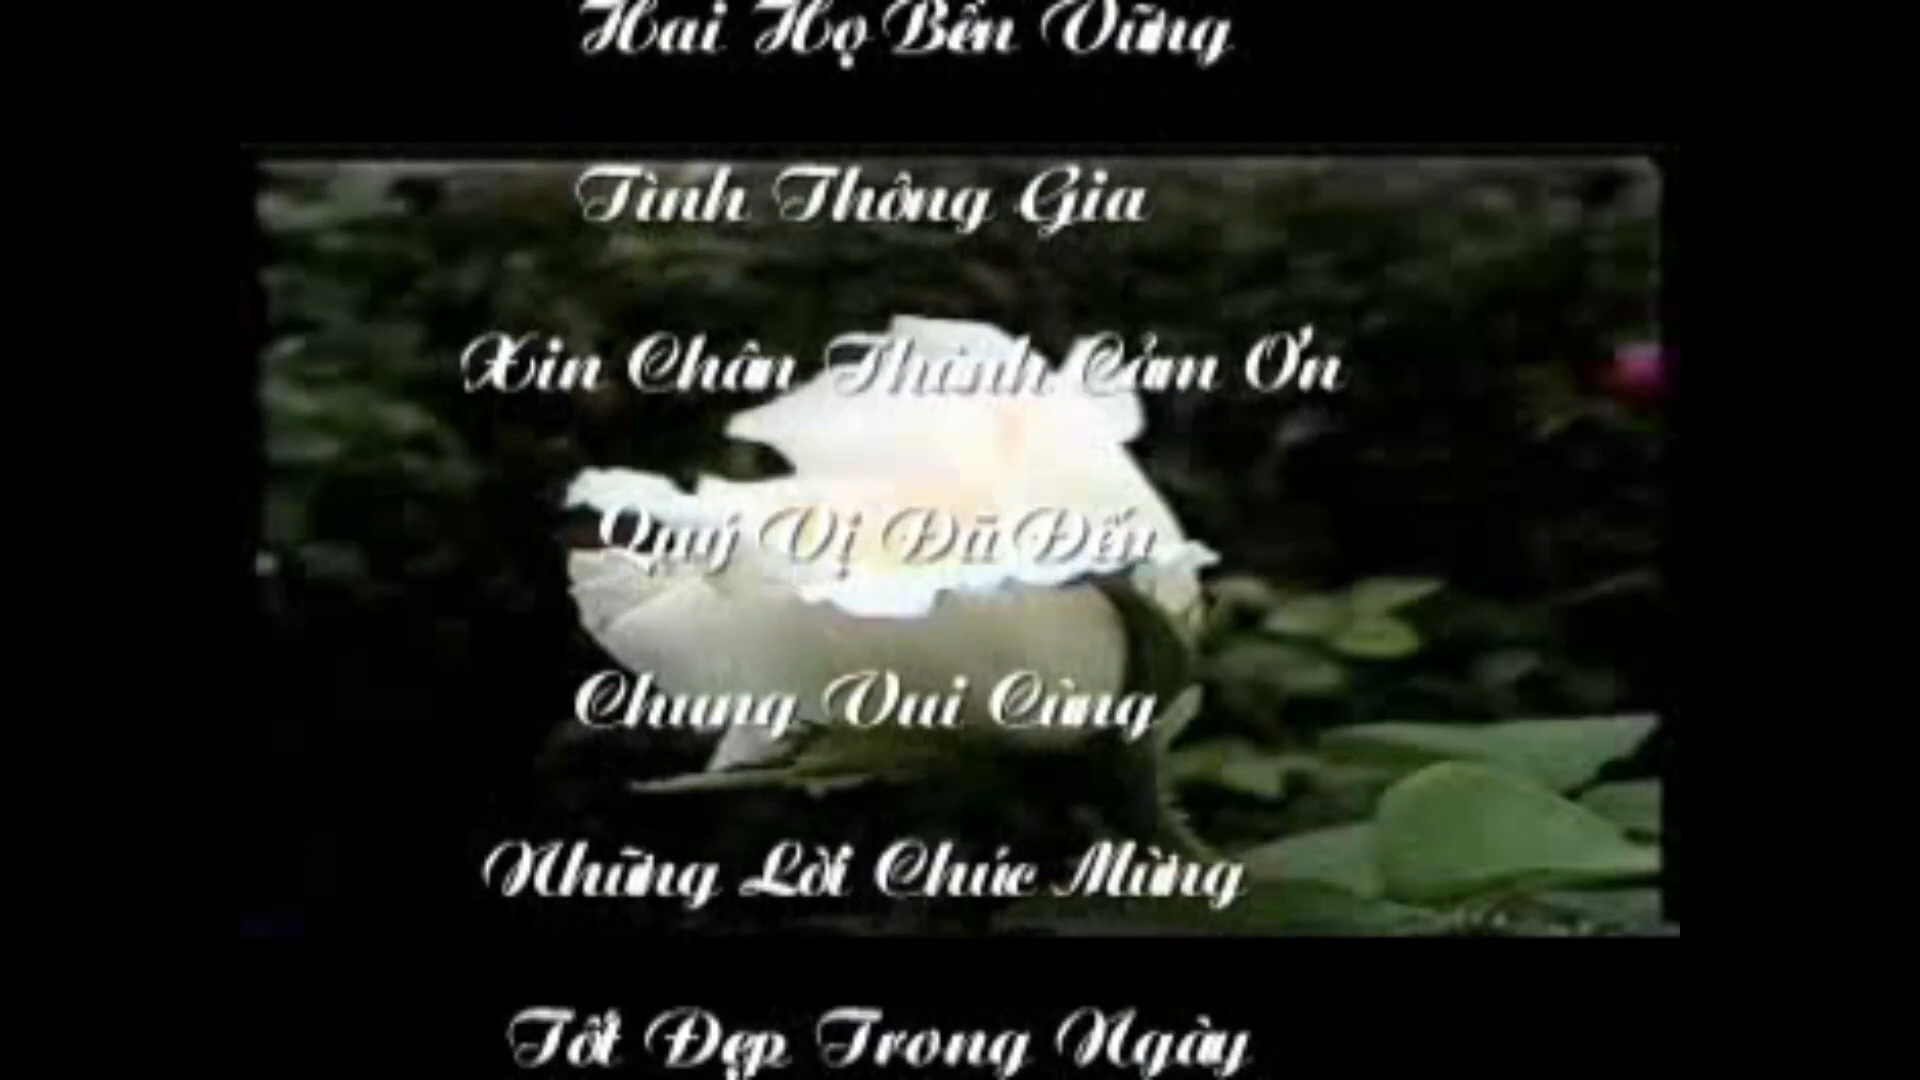 Hai Họ Bền Vững
Tình Thông Gia
Xin Chân Thành Cảm Ơn
Quý Vị Đã Đến
Chung Vui Cùng
Những Lời Chúc Mừng
Tốt Đẹp Trong Ngày